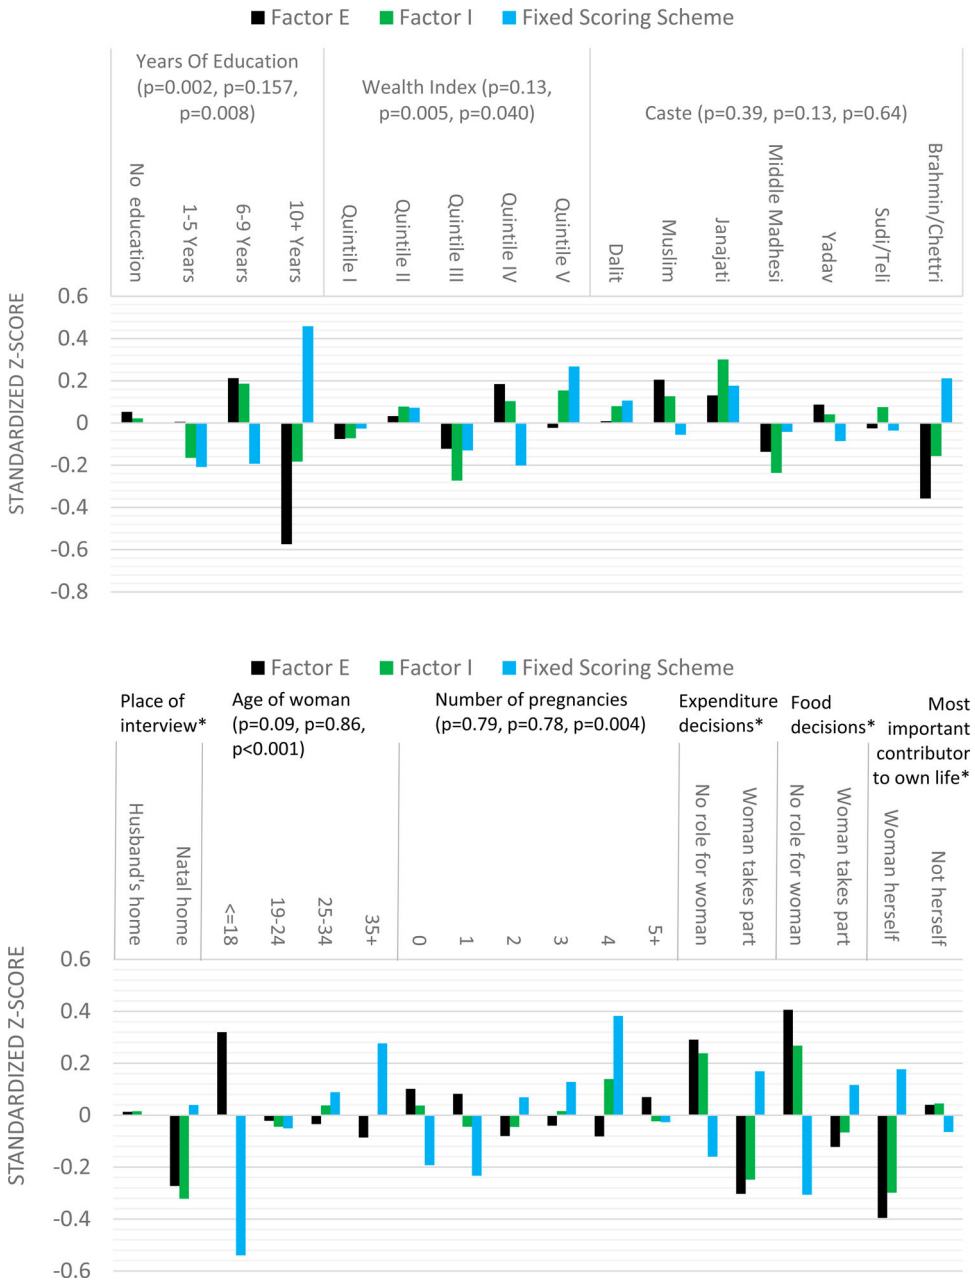 Factor E Factor I Fixed Scoring Scheme
Years Of Education
(p=0.002, p=0.157,
p=0.008)
Wealth Index (p=0.13,
p=0.005, p=0.040)
Caste (p=0.39, p=0.13, p=0.64)
No education
1-5 Years
6-9 Years
10+ Years
Quintile I
Quintile II
Quintile III
Quintile IV
Quintile V
Dalit
Muslim
Janajati
Middle Madhesi
Yadav
Sudi/Teli
Brahmin/Chettri
STANDARDIZED Z-SCORE
0.6
0.4
0.2
0
-0.2
-0.4
-0.6
-0.8
Factor E Factor I Fixed Scoring Scheme
Place of
interview*
Age of woman
(p=0.09, p=0.86,
p<0.001)
Number of pregnancies
(p=0.79, p=0.78, p=0.004)
Expenditure
decisions*
Food
decisions*
Most
important
contributor
to own life*
Husband's home
Natal home
<=18
19-24
25-34
35+
0
1
2
3
4
5+
No role for woman
Woman takes part
No role for woman
Woman takes part
Woman herself
Not herself
STANDARDIZED Z-SCORE
0.6
0.4
0.2
0
-0.2
-0.4
-0.6